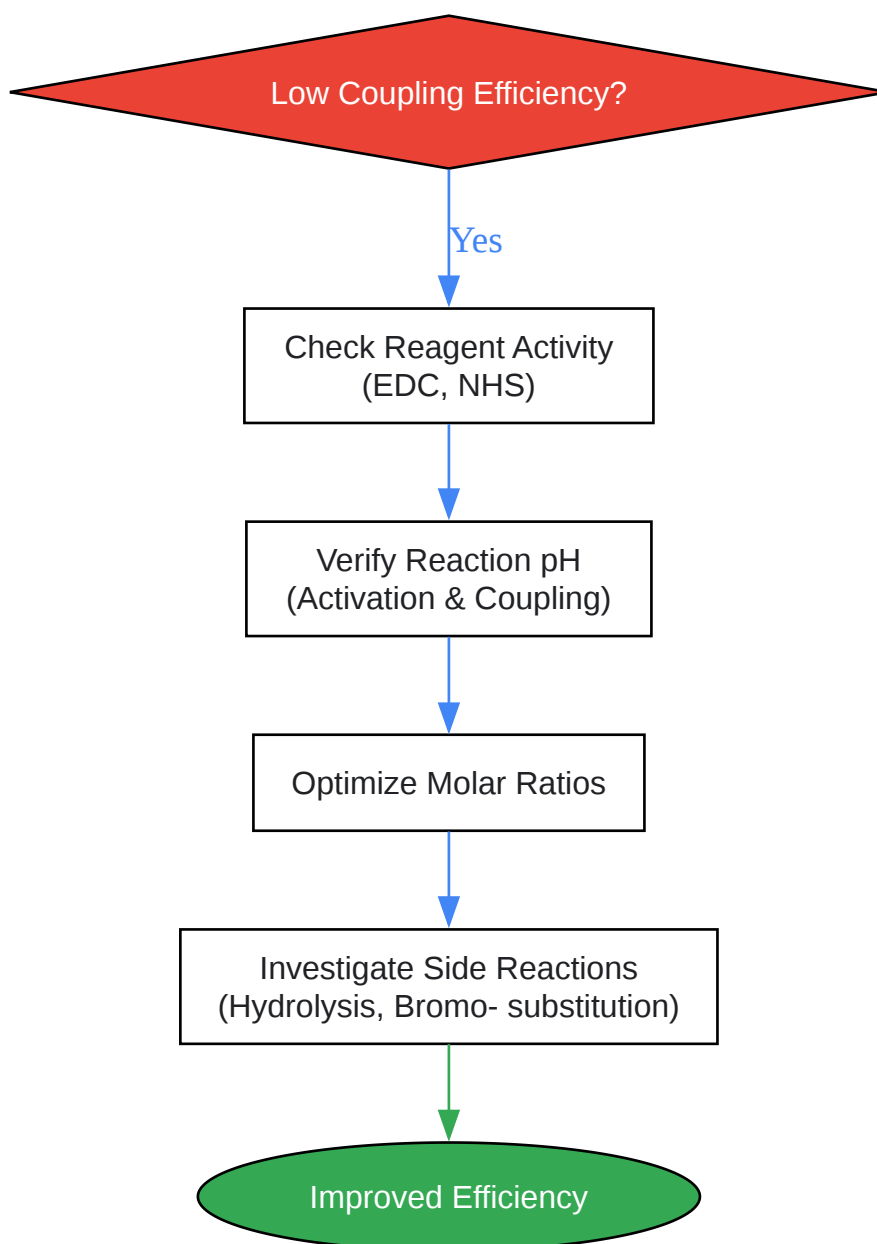 Low Coupling Efficiency?
Yes
Check Reagent Activity
(EDC, NHS)
Verify Reaction pH
(Activation & Coupling)
Optimize Molar Ratios
Investigate Side Reactions
(Hydrolysis, Bromo- substitution)
Improved Efficiency